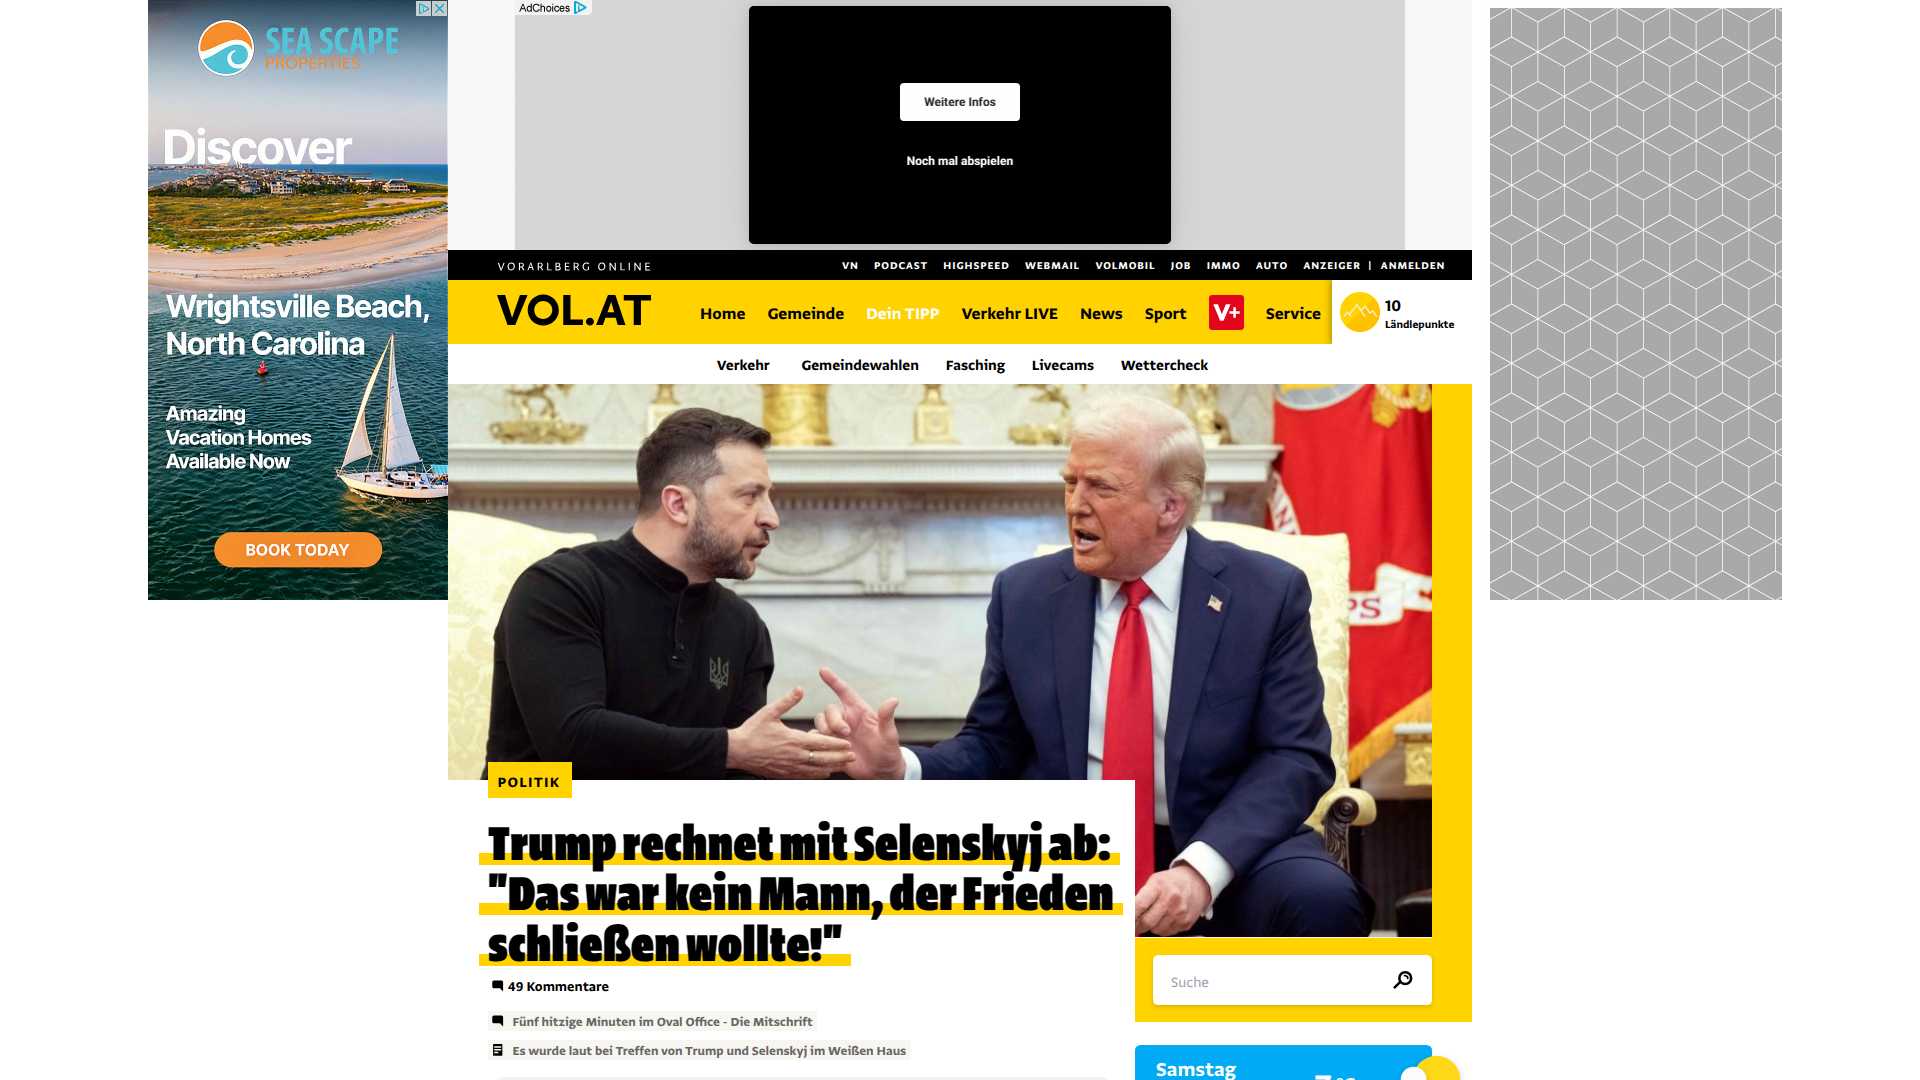 SEA SCAPE
PROPERTIES
Discover
Wrightsville Beach,
North Carolina
Amazing
Vacation Homes
Available Now
BOOK TODAY
AdChoices
Weitere Infos
Noch mal abspielen
VORARLBERG ONLINE
VN PODCAST HIGHSPEED WEBMAIL VOLMOBIL JOB IMMO AUTO ANZEIGER | ANMELDEN
VOL.AT
Home Gemeinde Dein TIPP Verkehr LIVE News Sport V+ Service
10
Ländlepunkte
Verkehr Gemeindewahlen Fasching Livecams Wettercheck
PS
POLITIK
Trump rechnet mit Selenskyj ab:
"Das war kein Mann, der Frieden
schließen wollte!"
49 Kommentare
Fünf hitzige Minuten im Oval Office - Die Mitschrift
Es wurde laut bei Treffen von Trump und Selenskyj im Weißen Haus
Suche
Samstag